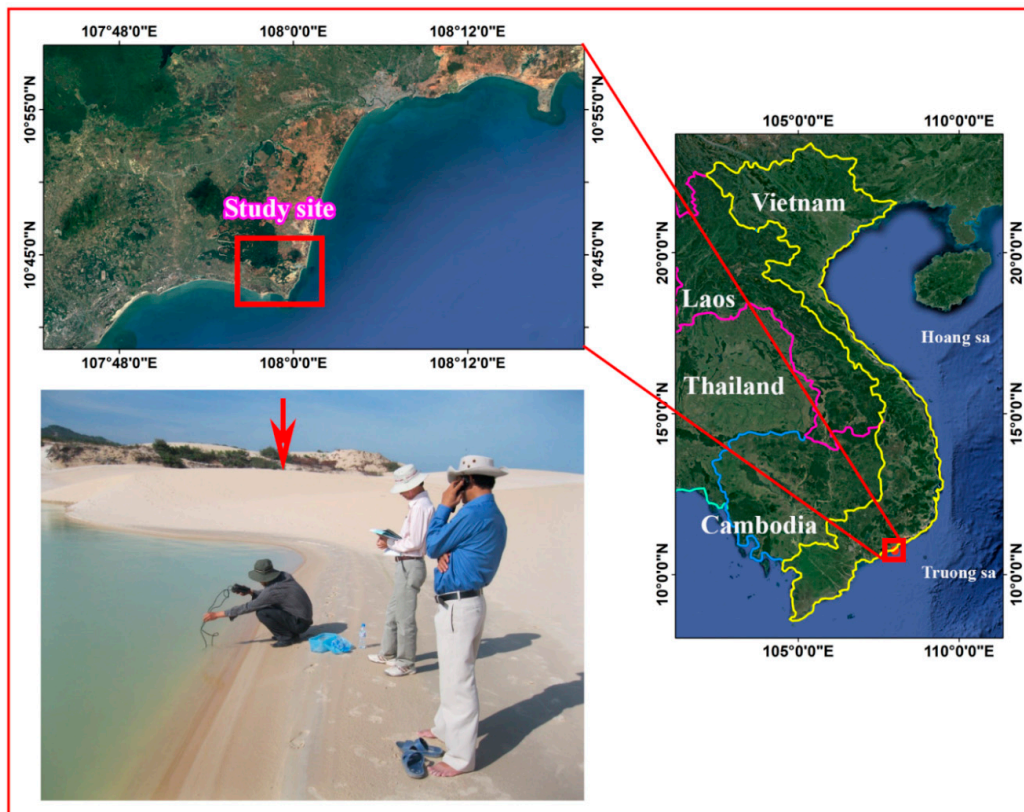 107°48'0"E
108°0'0"E
108°12'0"E
10°55'0"N
10°45'0"N
10°55'0"N
10°45'0"N
Study site
107°48'0"E
108°0'0"E
108°12'0"E
105°0'0"E
110°0'0"E
20°0'0"N
15°0'0"N
10°0'0"N
20°0'0"N
15°0'0"N
10°0'0"N
Vietnam
Laos
Hoang sa
Thailand
Cambodia
Truong sa
105°0'0"E
110°0'0"E